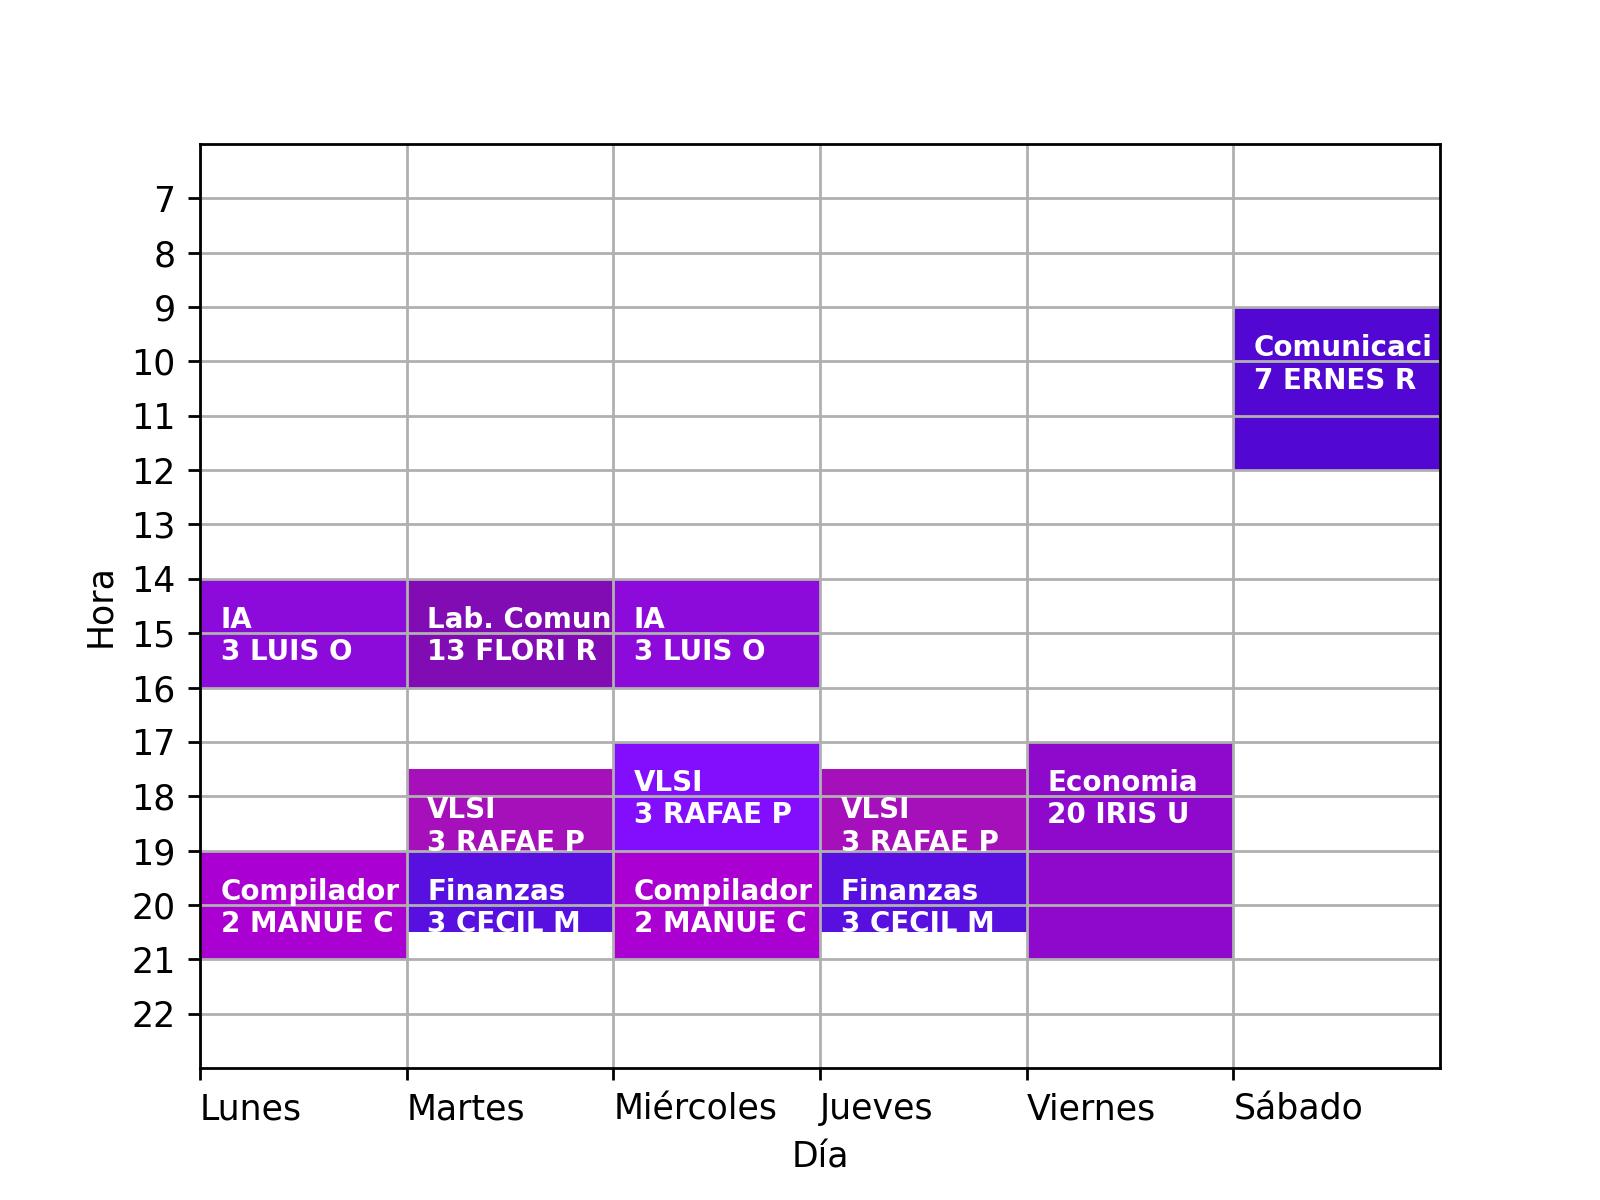 7
8
9
10
11
12
13
14
15
16
17
18
19
20
21
22
Hora
Comunicaci
7 ERNES R
IA
3 LUIS O
Lab. Comun
13 FLORI R
IA
3 LUIS O
VLSI
3 RAFAE P
VLSI
3 RAFAE P
VLSI
3 RAFAE P
Economia
20 IRIS U
Compilador
2 MANUE C
Finanzas
3 CECIL M
Compilador
2 MANUE C
Finanzas
3 CECIL M
Lunes Martes Miércoles Jueves Viernes Sábado
Día